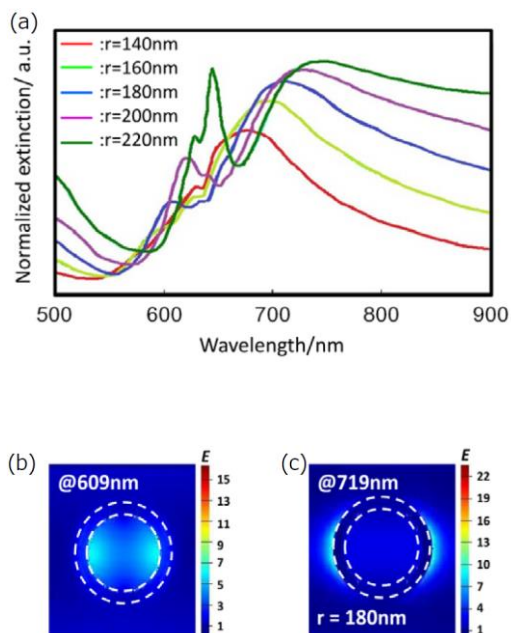 (a)
:r=140nm
:r=160nm
:r=180nm
:r=200nm
:r=220nm
Normalized extinction/ a.u.
500 600 700 800 900
Wavelength/nm
(b)
@609nm
E
15
13
11
9
7
5
3
1
(c)
@719nm
E
22
19
16
13
10
7
4
1
r = 180nm